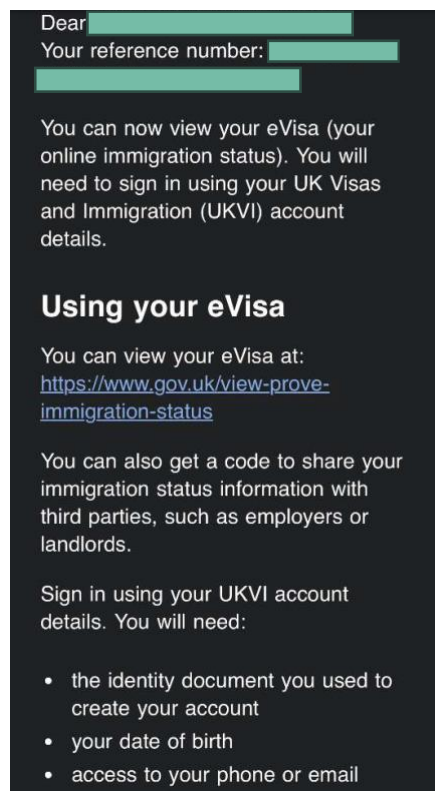 Dear
Your reference number:
You can now view your eVisa (your
online immigration status). You will
need to sign in using your UK Visas
and Immigration (UKVI) account
details.
Using your eVisa
You can view your eVisa at:
https://www.gov.uk/view-prove-
immigration-status
You can also get a code to share your
immigration status information with
third parties, such as employers or
landlords.
Sign in using your UKVI account
details. You will need:
• the identity document you used to
create your account
• your date of birth
• access to your phone or email